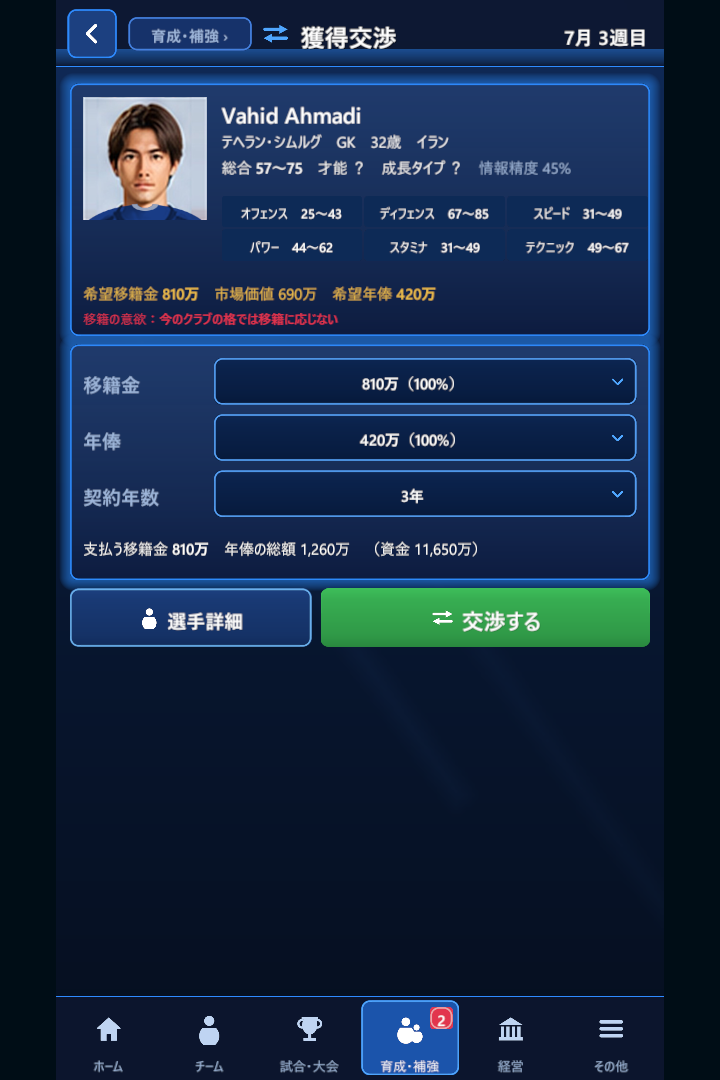 育成・補強 ›
獲得交渉
7月 3週目
Vahid Ahmadi
テヘラン・シムルグ GK 32歳 イラン
総合 57〜75 才能 ? 成長タイプ ? 情報精度 45%
オフェンス 25〜43 ディフェンス 67〜85 スピード 31〜49
パワー 44〜62 スタミナ 31〜49 テクニック 49〜67
希望移籍金 810万 市場価値 690万 希望年俸 420万
移籍の意欲：今のクラブの格では移籍に応じない
移籍金 810万（100%）
年俸 420万（100%）
契約年数 3年
支払う移籍金 810万 年俸の総額 1,260万 （資金 11,650万）
選手詳細 交渉する
2
ホーム チーム 試合・大会 育成・補強 経営 その他